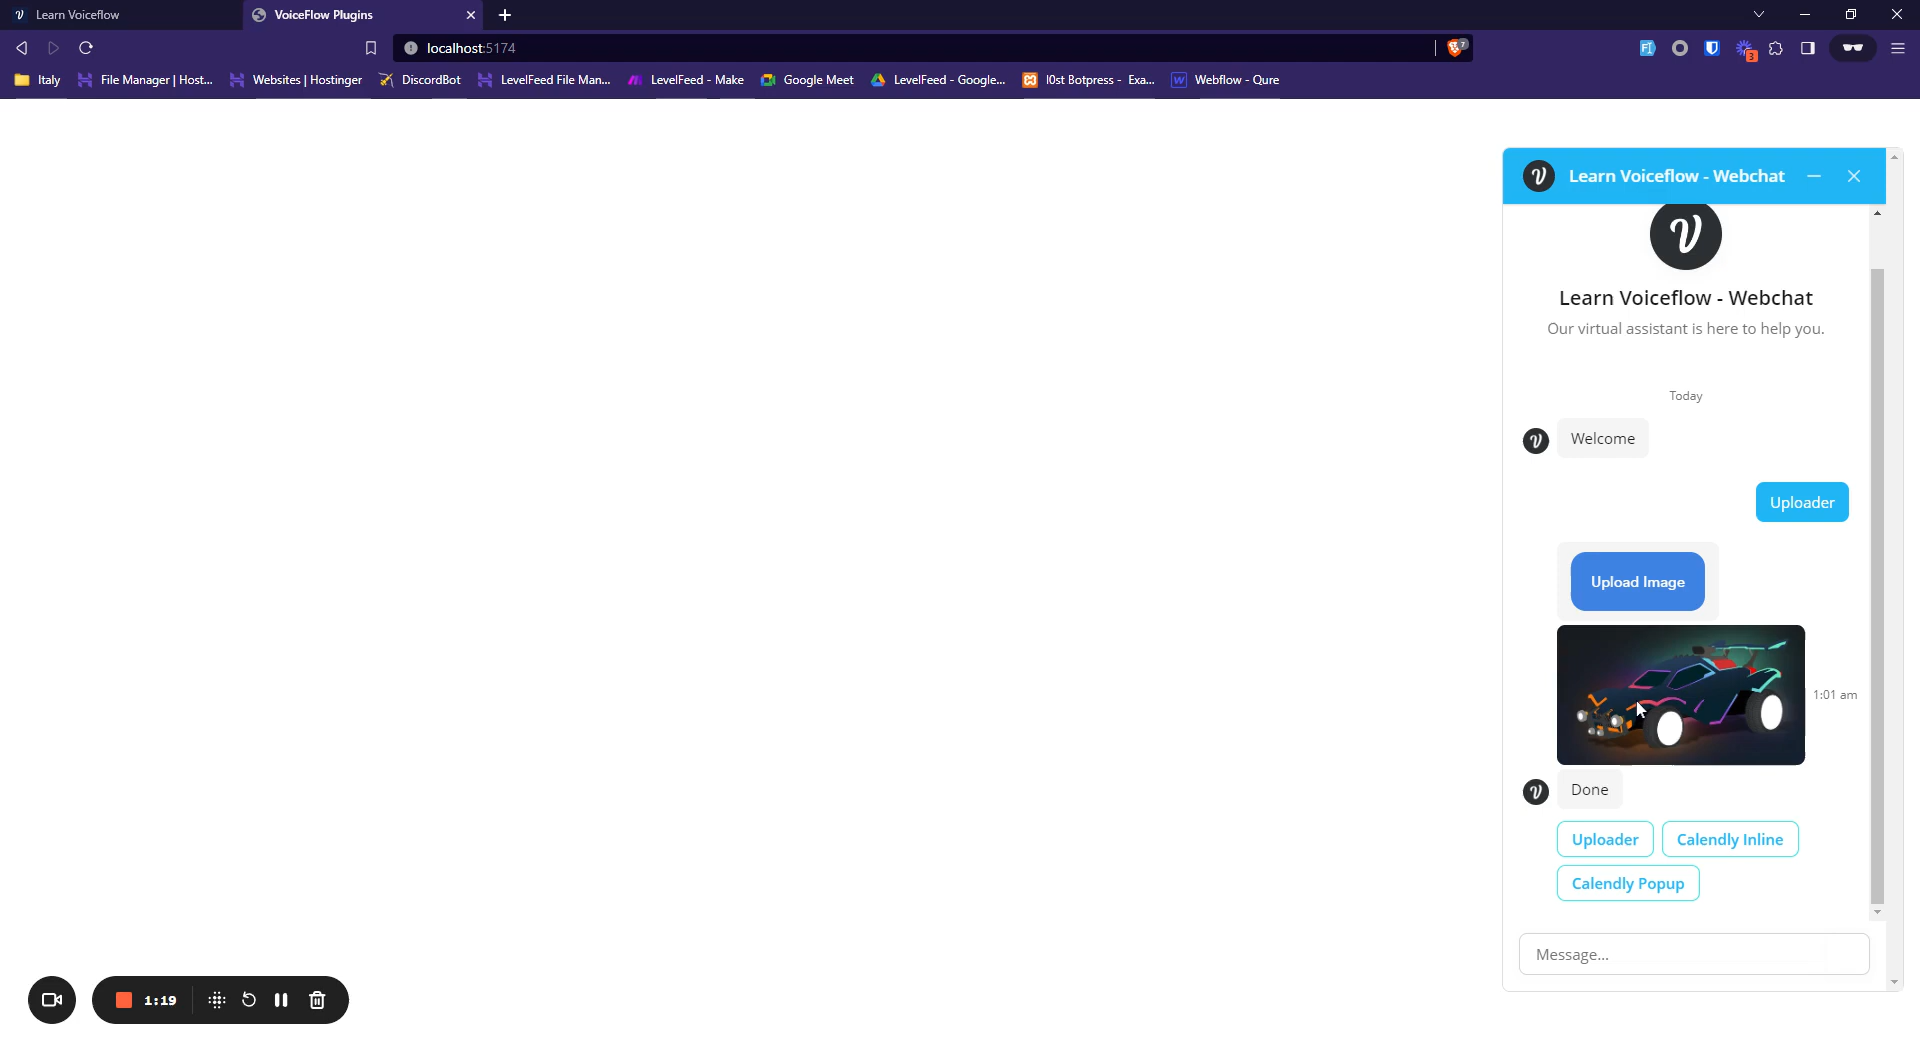 Learn Voiceflow
VoiceFlow Plugins
localhost:5174
7
3
Italy
File Manager | Host...
Websites | Hostinger
DiscordBot
LevelFeed File Man...
LevelFeed - Make
Google Meet
LevelFeed - Google...
l0st Botpress - Exa...
Webflow - Qure
Learn Voiceflow - Webchat
Learn Voiceflow - Webchat
Our virtual assistant is here to help you.
Today
Welcome
Uploader
Upload Image
1:01 am
Done
Uploader
Calendly Inline
Calendly Popup
Message...
1:19